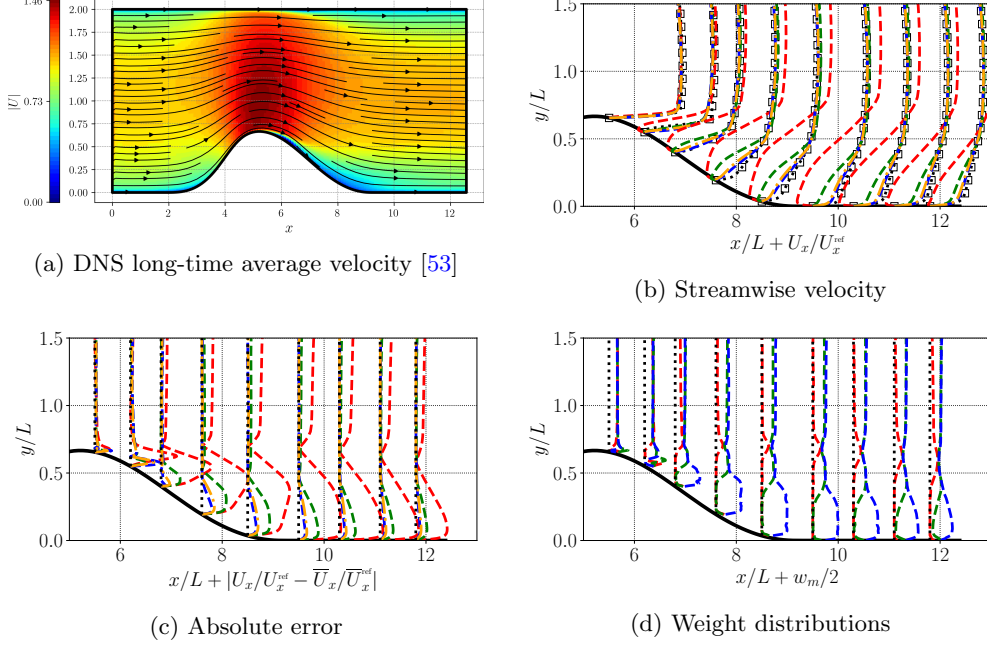 1.46
0.73
0.00
|U|
2.00
1.75
1.50
1.25
1.00
0.75
0.50
0.25
0.00
0 2 4 6 8 10 12
x
(a) DNS long-time average velocity [53]
1.5
1.0
0.5
0.0
y/L
6 8 10 12
x/L + U_x/U_x^ref
(b) Streamwise velocity
1.5
1.0
0.5
0.0
y/L
6 8 10 12
x/L + |U_x/U_x^ref − U̅_x/U̅_x^ref|
(c) Absolute error
1.5
1.0
0.5
0.0
y/L
6 8 10 12
x/L + w_m/2
(d) Weight distributions